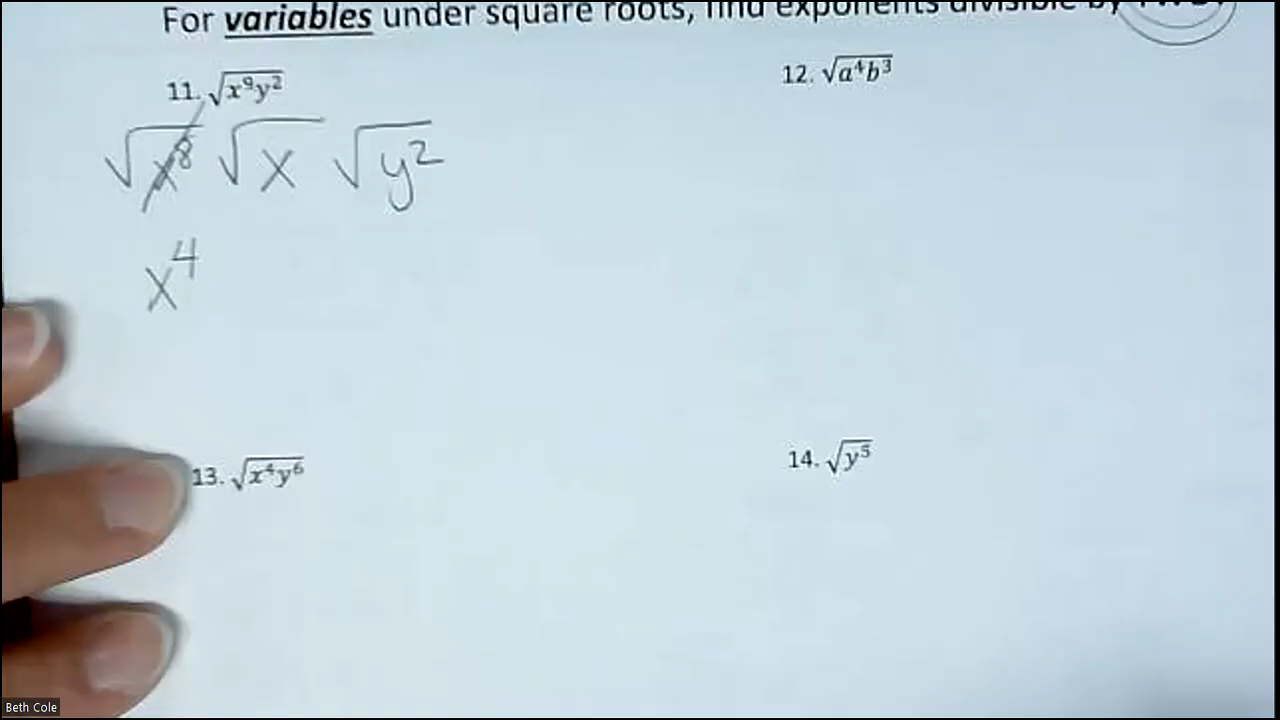 For variables under square roots, find exponents divisible by TWO.
11. √x⁹y²
√x⁸ √x √y²
x⁴
12. √a⁴b³
13. √x⁴y⁶
14. √y⁵
Beth Cole